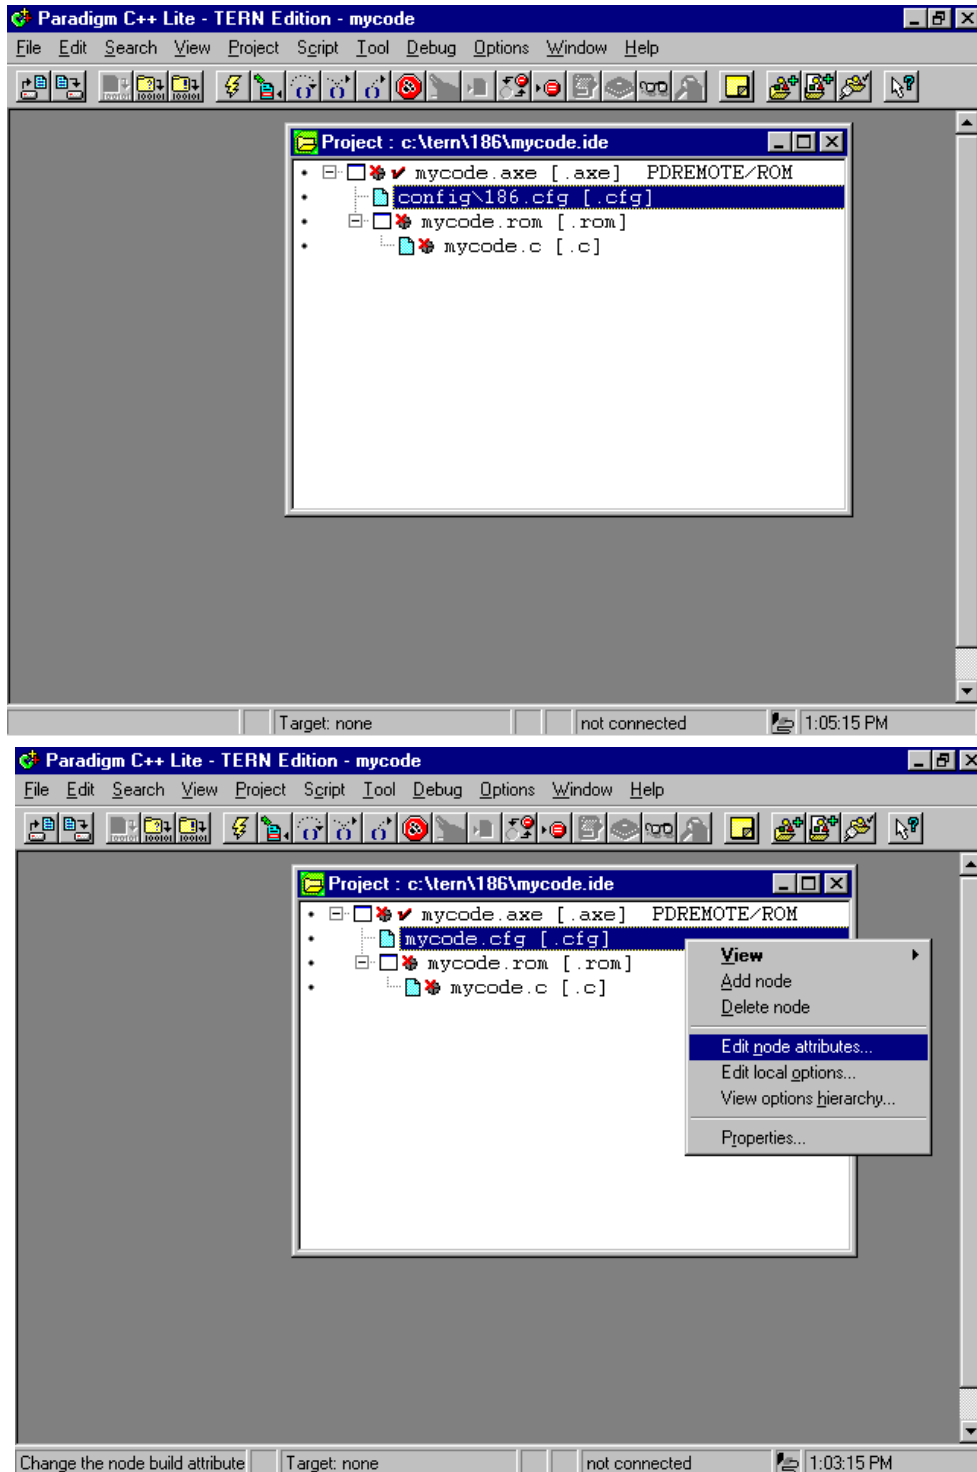 Paradigm C++ Lite - TERN Edition - mycode
File Edit Search View Project Script Tool Debug Options Window Help
Project : c:\tern\186\mycode.ide
mycode.axe [.axe] PDREMOTE/ROM
config\186.cfg [.cfg]
mycode.rom [.rom]
mycode.c [.c]
Target: none not connected 1:05:15 PM
Paradigm C++ Lite - TERN Edition - mycode
File Edit Search View Project Script Tool Debug Options Window Help
Project : c:\tern\186\mycode.ide
mycode.axe [.axe] PDREMOTE/ROM
mycode.cfg [.cfg]
mycode.rom [.rom]
mycode.c [.c]
View
Add node
Delete node
Edit node attributes...
Edit local options...
View options hierarchy...
Properties...
Change the node build attribute Target: none not connected 1:03:15 PM